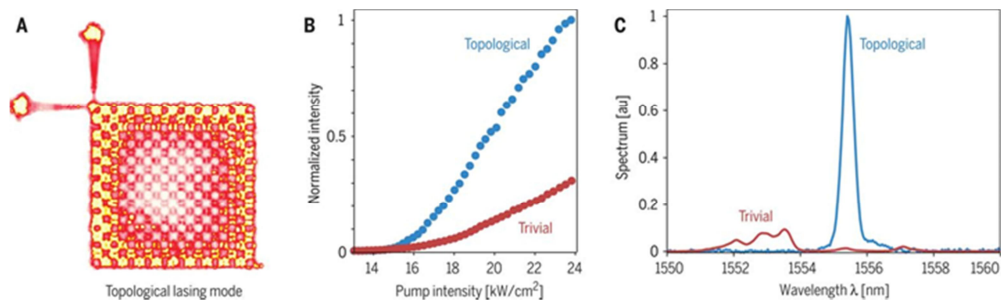 A
Topological lasing mode
B
Normalized intensity
1
0.5
0
Topological
Trivial
14 16 18 20 22 24
Pump intensity [kW/cm2]
C
Spectrum [au]
1
0.8
0.6
0.4
0.2
0
Topological
Trivial
1550 1552 1554 1556 1558 1560
Wavelength λ [nm]